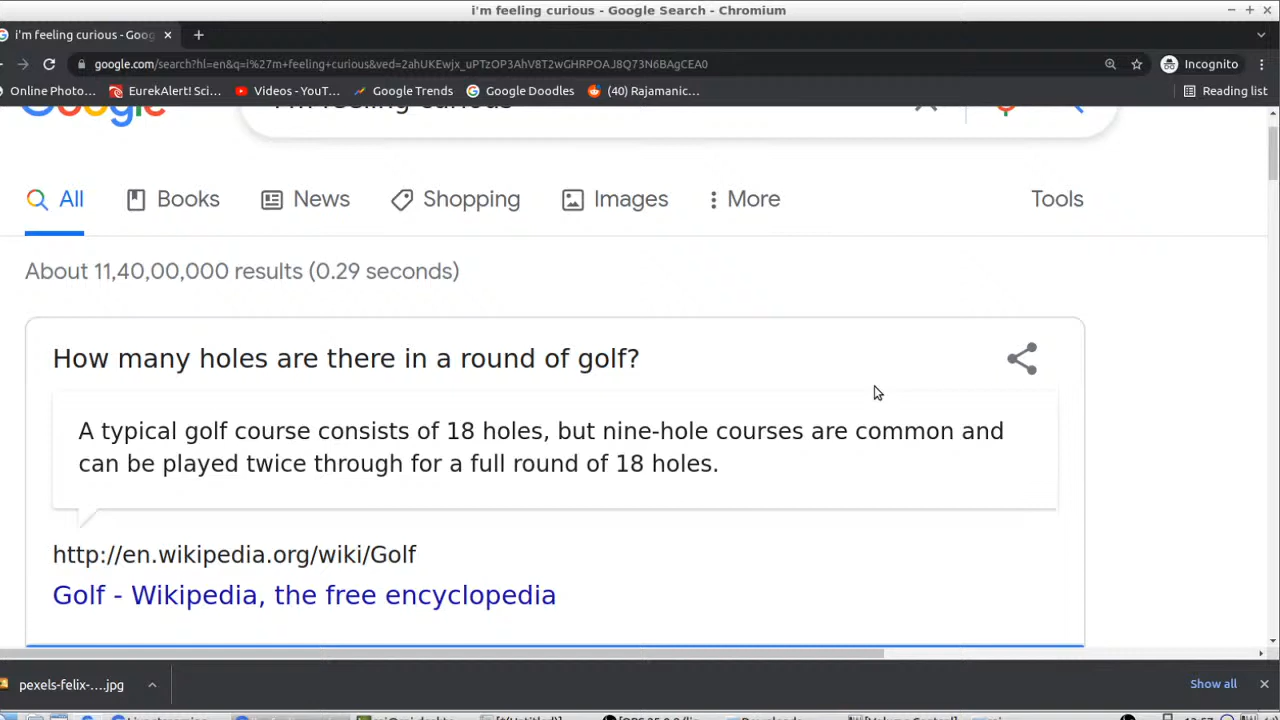 i'm feeling curious - Google Search - Chromium
i'm feeling curious - Goog
google.com/search?hl=en&q=i%27m+feeling+curious&ved=2ahUKEwjx_uPTzOP3AhV8T2wGHRPOAJ8Q73N6BAgCEA0
Incognito
Online Photo…
EurekAlert! Sci…
Videos - YouT…
Google Trends
Google Doodles
(40) Rajamanic…
Reading list
Google
i'm feeling curious
All
Books
News
Shopping
Images
More
Tools
About 11,40,00,000 results (0.29 seconds)
How many holes are there in a round of golf?
A typical golf course consists of 18 holes, but nine-hole courses are common and
can be played twice through for a full round of 18 holes.
http://en.wikipedia.org/wiki/Golf
Golf - Wikipedia, the free encyclopedia
pexels-felix-....jpg
Show all